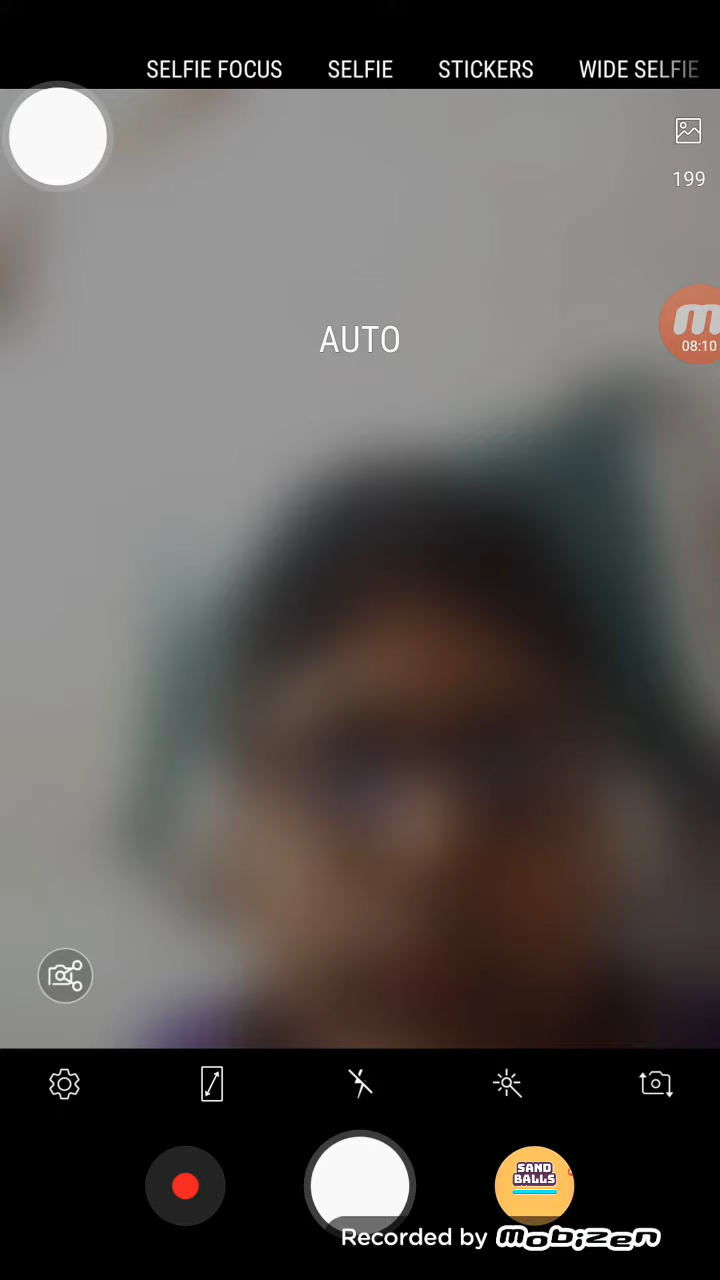 SELFIE FOCUS SELFIE STICKERS WIDE SELFIE
199
AUTO
m
08:10
SAND
BALLS
Recorded by mobizen